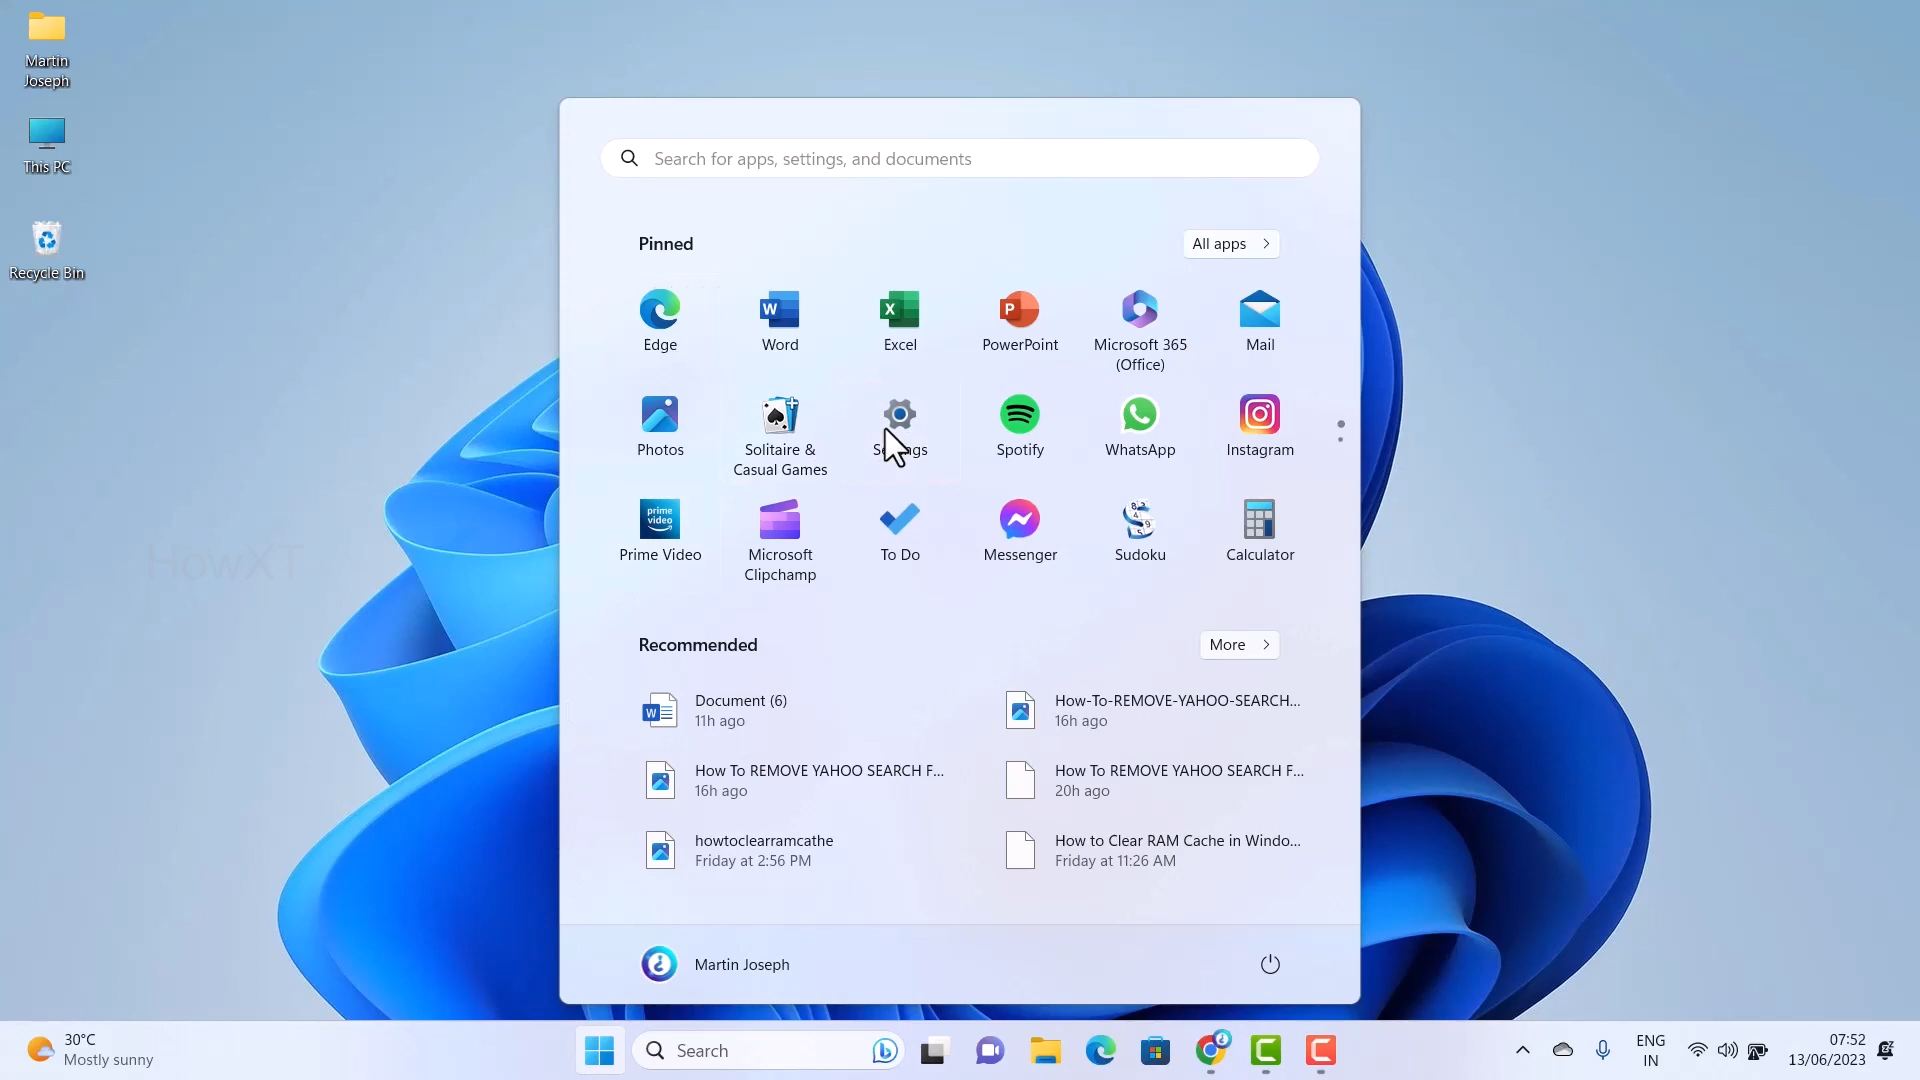 Martin
Joseph
This PC
Recycle Bin
HowXT
Search for apps, settings, and documents
Pinned
All apps
Edge
Word
Excel
PowerPoint
Microsoft 365
(Office)
Mail
Photos
Solitaire &
Casual Games
Spotify
WhatsApp
Instagram
prime
video
Prime Video
Microsoft
Clipchamp
To Do
Messenger
Sudoku
Calculator
Recommended
More
Document (6)
11h ago
How-To-REMOVE-YAHOO-SEARCH...
16h ago
How To REMOVE YAHOO SEARCH F...
16h ago
How To REMOVE YAHOO SEARCH F...
20h ago
howtoclearramcathe
Friday at 2:56 PM
How to Clear RAM Cache in Windo...
Friday at 11:26 AM
Martin Joseph
30°C
Mostly sunny
Search
ENG
IN
07:52
13/06/2023